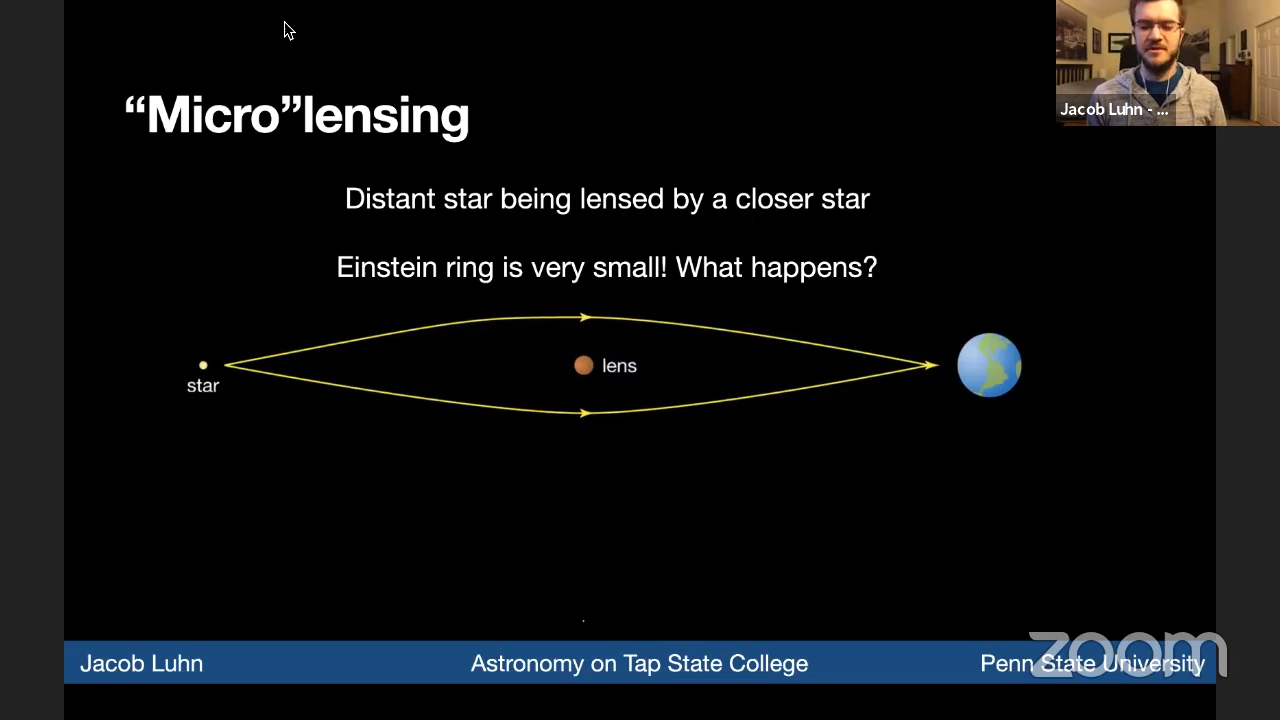 “Micro”lensing
Jacob Luhn - ...
Distant star being lensed by a closer star
Einstein ring is very small! What happens?
lens
star
Jacob Luhn
Astronomy on Tap State College
Penn State University
zoom